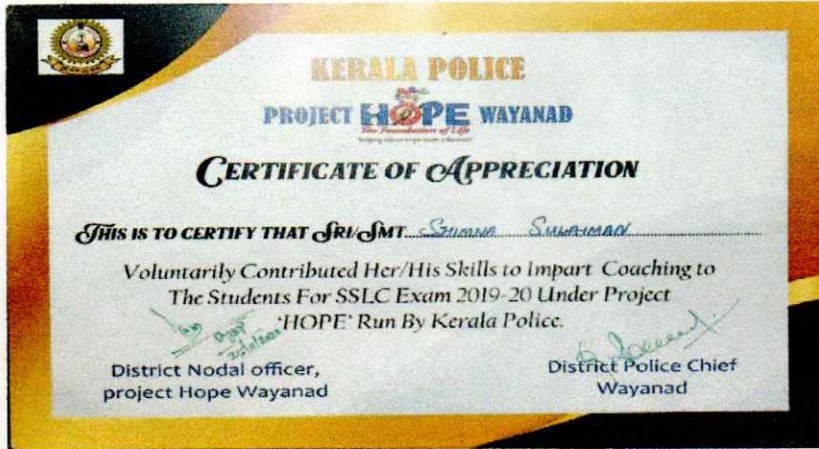 KERALA POLICE
PROJECT HOPE WAYANAD
The Foundation of Life
CERTIFICATE OF APPRECIATION
THIS IS TO CERTIFY THAT SRI/SMT. SHIMNA SULAIMAN
Voluntarily Contributed Her/His Skills to Impart Coaching to
The Students For SSLC Exam 2019-20 Under Project
'HOPE' Run By Kerala Police.
District Nodal officer,
project Hope Wayanad
District Police Chief
Wayanad